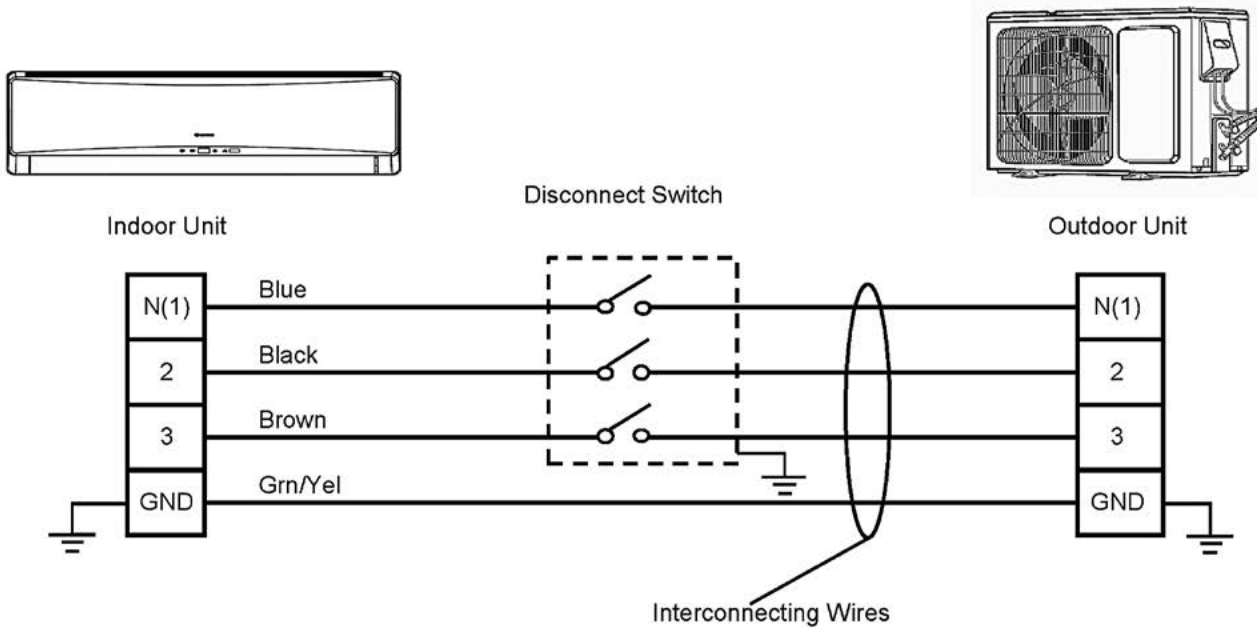 Disconnect Switch
Indoor Unit
Outdoor Unit
N(1)
Blue
N(1)
2
Black
2
3
Brown
3
GND
Grn/Yel
GND
Interconnecting Wires